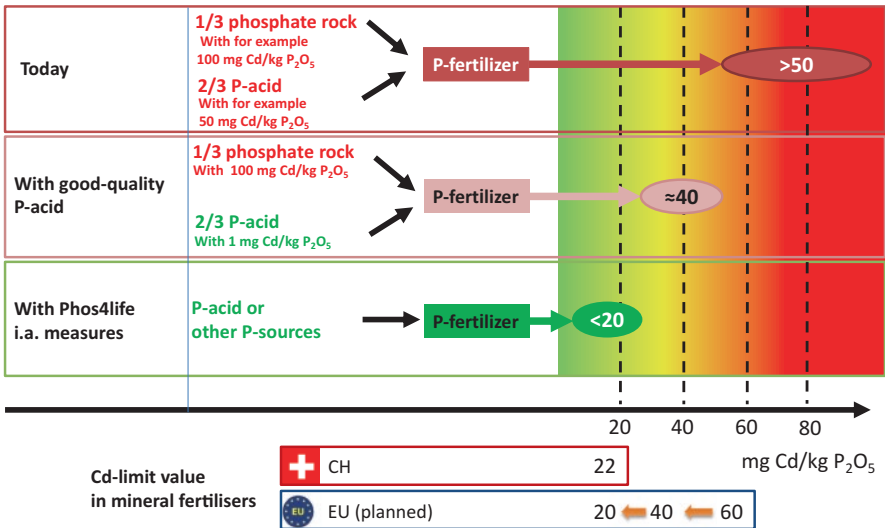 Today
1/3 phosphate rock
With for example
100 mg Cd/kg P₂O₅
2/3 P-acid
With for example
50 mg Cd/kg P₂O₅
P-fertilizer
>50
With good-quality
P-acid
1/3 phosphate rock
With 100 mg Cd/kg P₂O₅
2/3 P-acid
With 1 mg Cd/kg P₂O₅
P-fertilizer
≈40
With Phos4life
i.a. measures
P-acid or
other P-sources
P-fertilizer
<20
20 40 60 80
mg Cd/kg P₂O₅
Cd-limit value
in mineral fertilisers
CH 22
EU EU (planned) 20 40 60